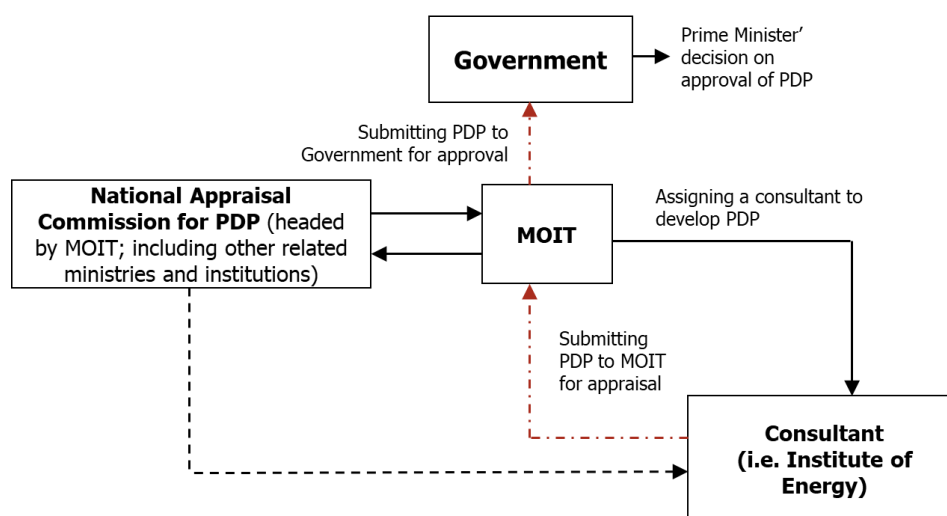 Government
Prime Minister’
decision on
approval of PDP
Submitting PDP to
Government for approval
National Appraisal
Commission for PDP (headed
by MOIT; including other related
ministries and institutions)
MOIT
Assigning a consultant to
develop PDP
Submitting
PDP to MOIT
for appraisal
Consultant
(i.e. Institute of
Energy)